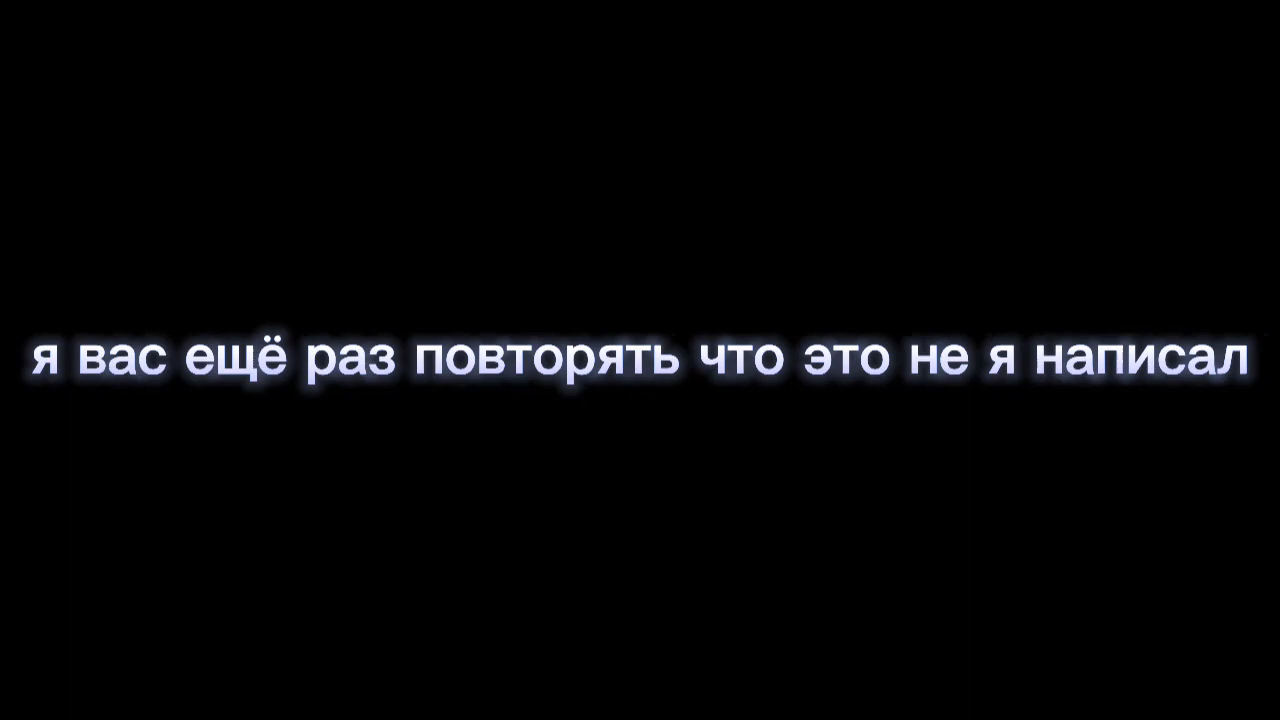 я вас ещё раз повторять что это не я написал